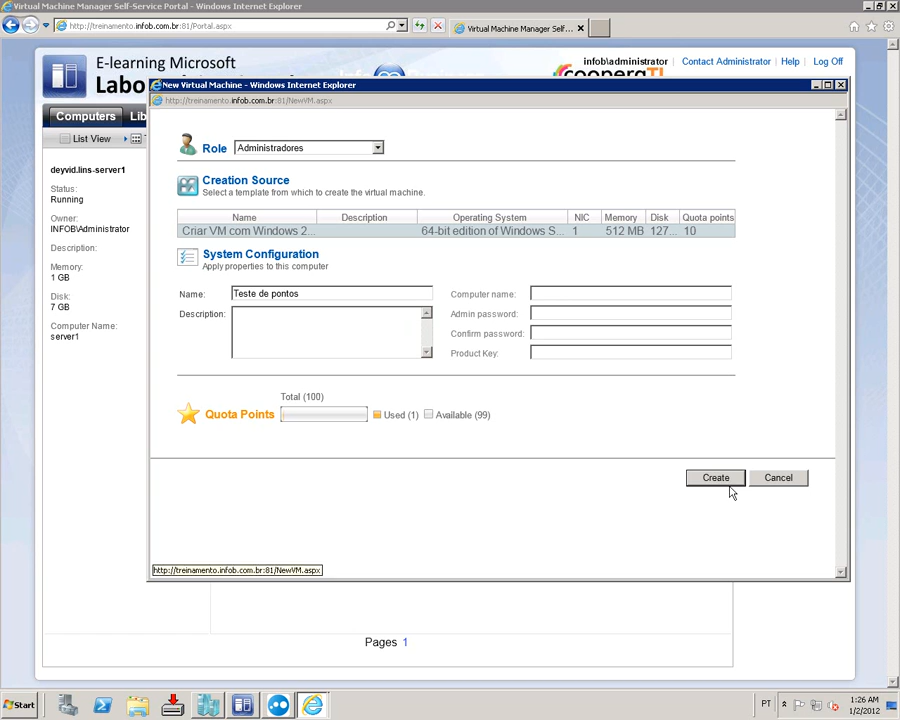 Virtual Machine Manager Self-Service Portal - Windows Internet Explorer
http://treinamento.infob.com.br:81/Portal.aspx
Virtual Machine Manager Self...
E-learning Microsoft
Labo
infob\administrator
Contact Administrator | Help | Log Off
cooperaTI
New Virtual Machine - Windows Internet Explorer
http://treinamento.infob.com.br:81/NewVM.aspx
Computers
Lib
List View
deyvid.lins-server1
Status:
Running
Owner:
INFOB\Administrator
Description:
Memory:
1 GB
Disk:
7 GB
Computer Name:
server1
Role
Administradores
Creation Source
Select a template from which to create the virtual machine.
Name Description Operating System NIC Memory Disk Quota points
Criar VM com Windows 2... 64-bit edition of Windows S... 1 512 MB 127... 10
System Configuration
Apply properties to this computer
Name: Teste de pontos
Description:
Computer name:
Admin password:
Confirm password:
Product Key:
Total (100)
Quota Points
Used (1)
Available (99)
Create
Cancel
http://treinamento.infob.com.br:81/NewVM.aspx
Pages 1
Start
PT
1:26 AM
1/2/2012